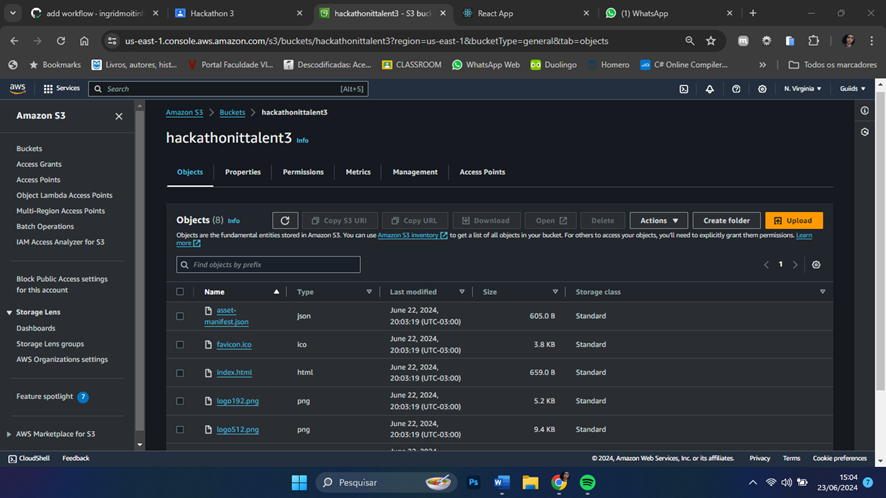 add workflow - ingridmoitinh
Hackathon 3
hackathonittalent3 - S3 buc
React App
(1) WhatsApp
us-east-1.console.aws.amazon.com/s3/buckets/hackathonittalent3?region=us-east-1&bucketType=general&tab=objects
Bookmarks
Livros, autores, hist...
Portal Faculdade VI...
Descodificadas: Ace...
CLASSROOM
WhatsApp Web
Duolingo
Homero
C# Online Compiler...
Todos os marcadores
aws
Services
Search
[Alt+S]
N. Virginia
Guiids
Amazon S3
Buckets
Access Grants
Access Points
Object Lambda Access Points
Multi-Region Access Points
Batch Operations
IAM Access Analyzer for S3
Block Public Access settings
for this account
Storage Lens
Dashboards
Storage Lens groups
AWS Organizations settings
Feature spotlight 7
AWS Marketplace for S3
Amazon S3
Buckets
hackathonittalent3
hackathonittalent3 Info
Objects
Properties
Permissions
Metrics
Management
Access Points
Objects (8) Info
Copy S3 URI
Copy URL
Download
Open
Delete
Actions
Create folder
Upload
Objects are the fundamental entities stored in Amazon S3. You can use Amazon S3 inventory to get a list of all objects in your bucket. For others to access your objects, you'll need to explicitly grant them permissions. Learn
more
Find objects by prefix
1
Name Type Last modified Size Storage class
asset-
manifest.json
json
June 22, 2024,
20:03:19 (UTC-03:00)
605.0 B
Standard
favicon.ico
ico
June 22, 2024,
20:03:19 (UTC-03:00)
3.8 KB
Standard
index.html
html
June 22, 2024,
20:03:19 (UTC-03:00)
659.0 B
Standard
logo192.png
png
June 22, 2024,
20:03:19 (UTC-03:00)
5.2 KB
Standard
logo512.png
png
June 22, 2024,
20:03:19 (UTC-03:00)
9.4 KB
Standard
June 22, 2024,
CloudShell
Feedback
© 2024, Amazon Web Services, Inc. or its affiliates.
Privacy
Terms
Cookie preferences
Pesquisar
Ps
W
15:04
23/06/2024